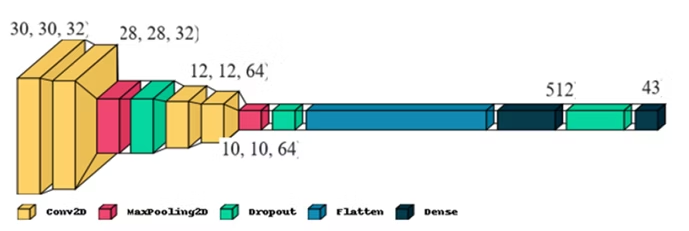 30, 30, 32)
28, 28, 32)
12, 12, 64)
10, 10, 64)
512
43
Conv2D MaxPooling2D Dropout Flatten Dense